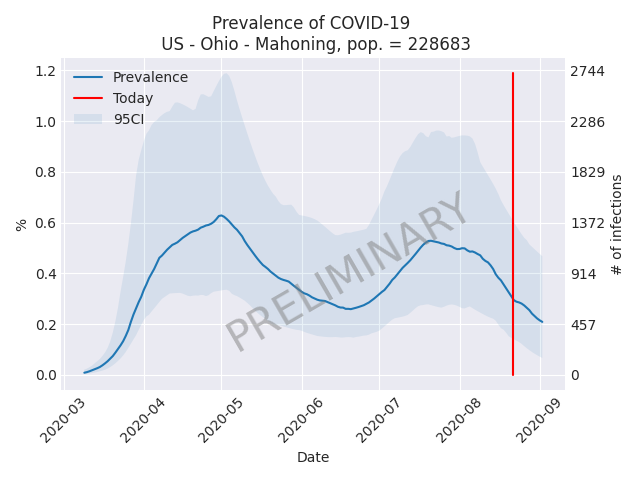 Prevalence of COVID-19
US - Ohio - Mahoning, pop. = 228683
Prevalence
Today
95CI
1.2
1.0
0.8
0.6
0.4
0.2
0.0
%
2744
2286
1829
1372
914
457
0
# of infections
PRELIMINARY
2020-03
2020-04
2020-05
2020-06
2020-07
2020-08
2020-09
Date